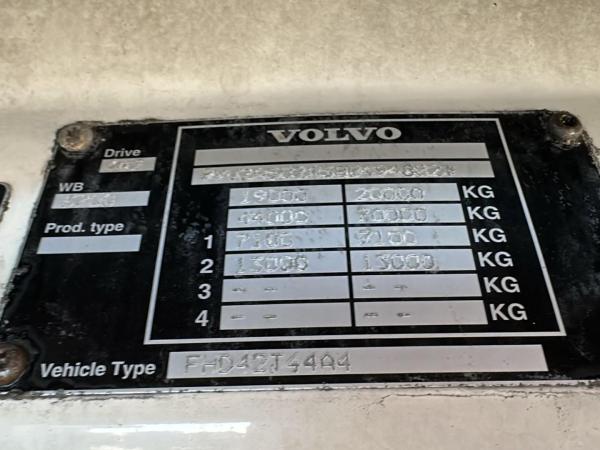 VOLVO
Drive
WB
Prod. type
19000 20000 KG
44000 KG
1 7100 7100 KG
2 13000 13000 KG
3 -- -- KG
4 -- -- KG
Vehicle Type FHD42T44A4